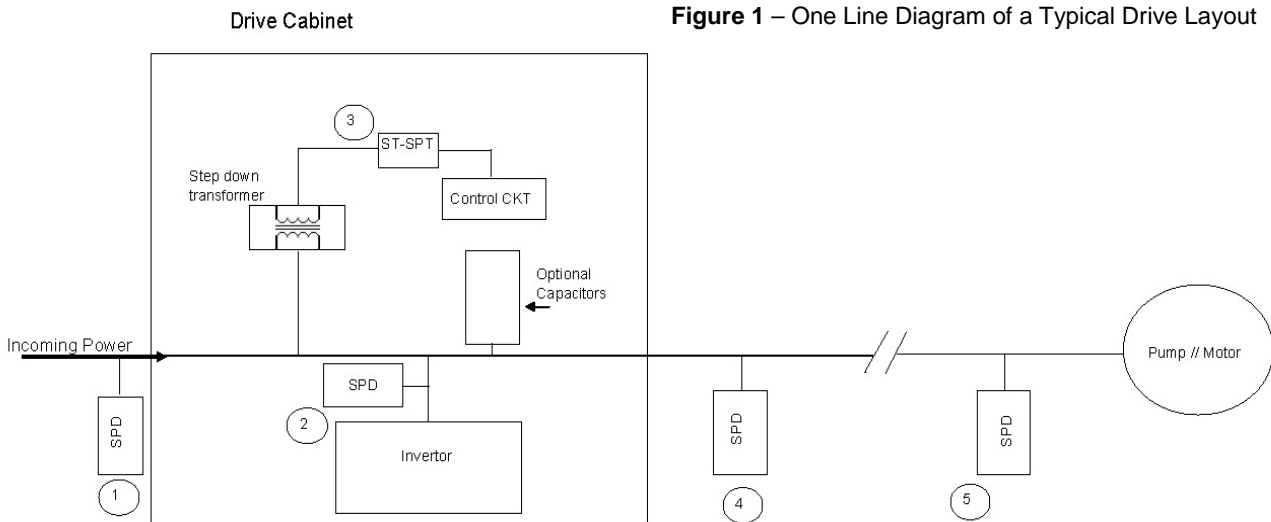 Drive Cabinet
Figure 1 – One Line Diagram of a Typical Drive Layout
3
ST-SPT
Step down
transformer
Control CKT
Optional
Capacitors
Incoming Power
Pump // Motor
SPD
2
SPD
1
Invertor
SPD
4
SPD
5